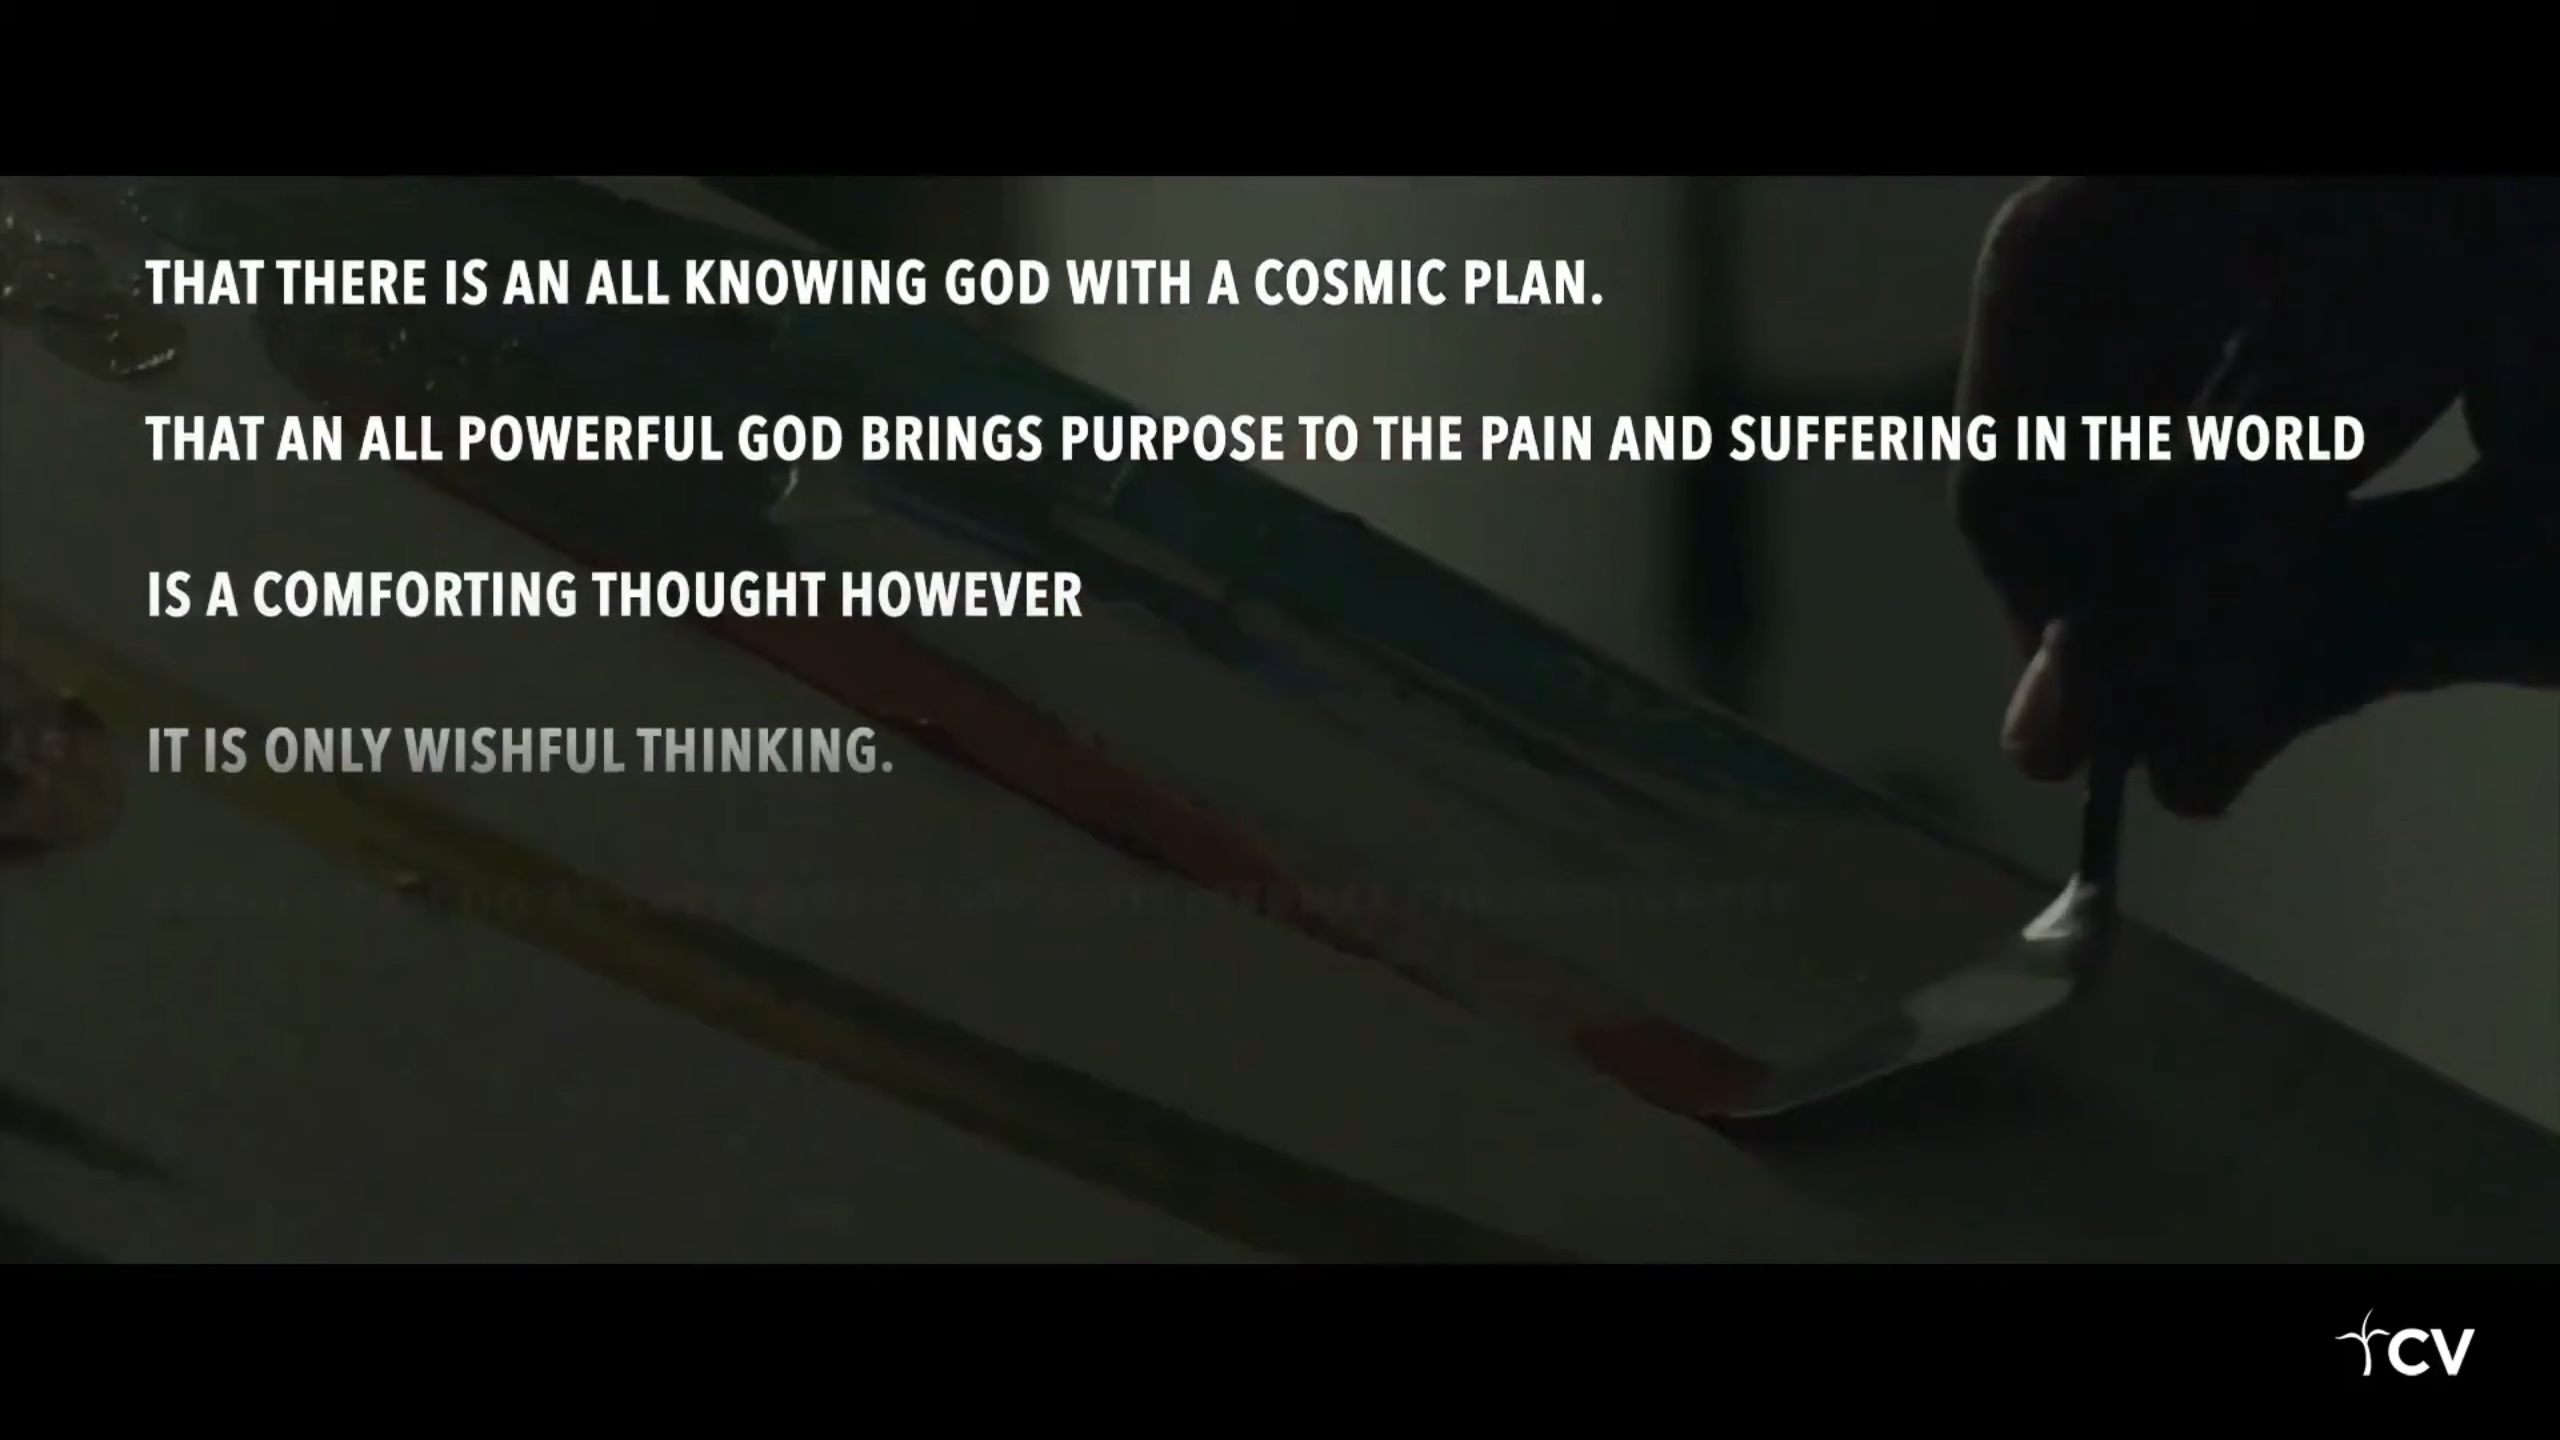 THAT THERE IS AN ALL KNOWING GOD WITH A COSMIC PLAN.
THAT AN ALL POWERFUL GOD BRINGS PURPOSE TO THE PAIN AND SUFFERING IN THE WORLD
IS A COMFORTING THOUGHT HOWEVER
IT IS ONLY WISHFUL THINKING.
CV